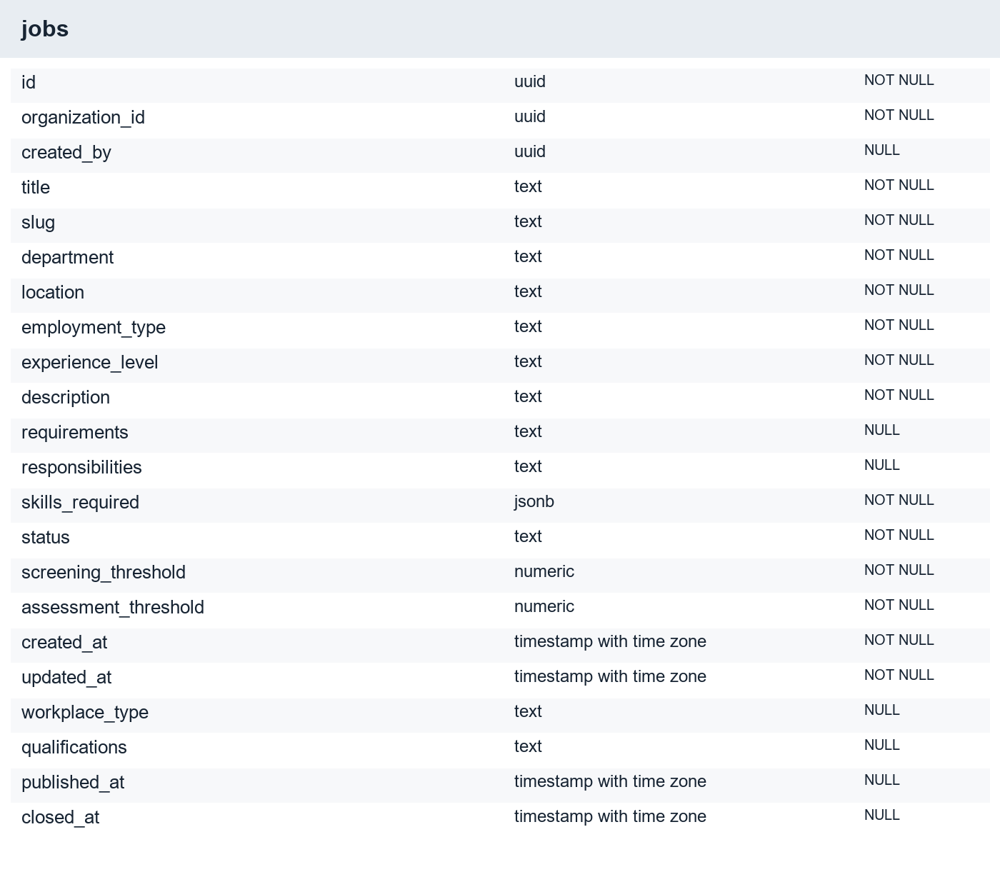 jobs
id uuid NOT NULL
organization_id uuid NOT NULL
created_by uuid NULL
title text NOT NULL
slug text NOT NULL
department text NOT NULL
location text NOT NULL
employment_type text NOT NULL
experience_level text NOT NULL
description text NOT NULL
requirements text NULL
responsibilities text NULL
skills_required jsonb NOT NULL
status text NOT NULL
screening_threshold numeric NOT NULL
assessment_threshold numeric NOT NULL
created_at timestamp with time zone NOT NULL
updated_at timestamp with time zone NOT NULL
workplace_type text NULL
qualifications text NULL
published_at timestamp with time zone NULL
closed_at timestamp with time zone NULL